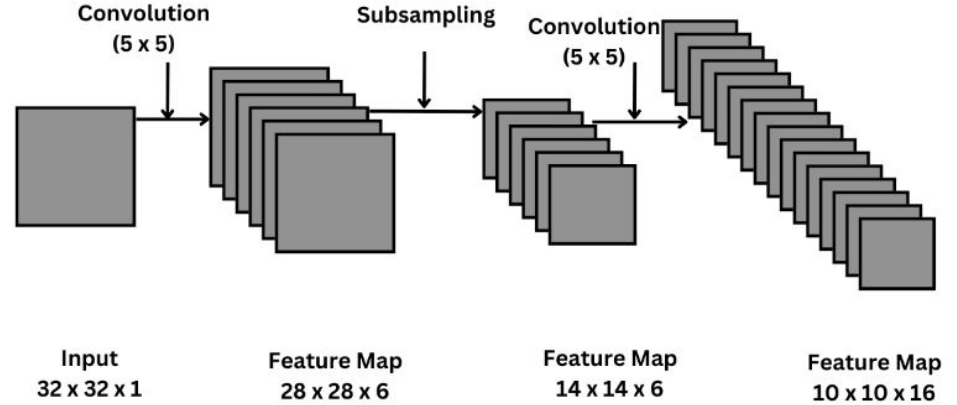 Convolution
(5 x 5)
Subsampling
Convolution
(5 x 5)
Input
32 x 32 x 1
Feature Map
28 x 28 x 6
Feature Map
14 x 14 x 6
Feature Map
10 x 10 x 16